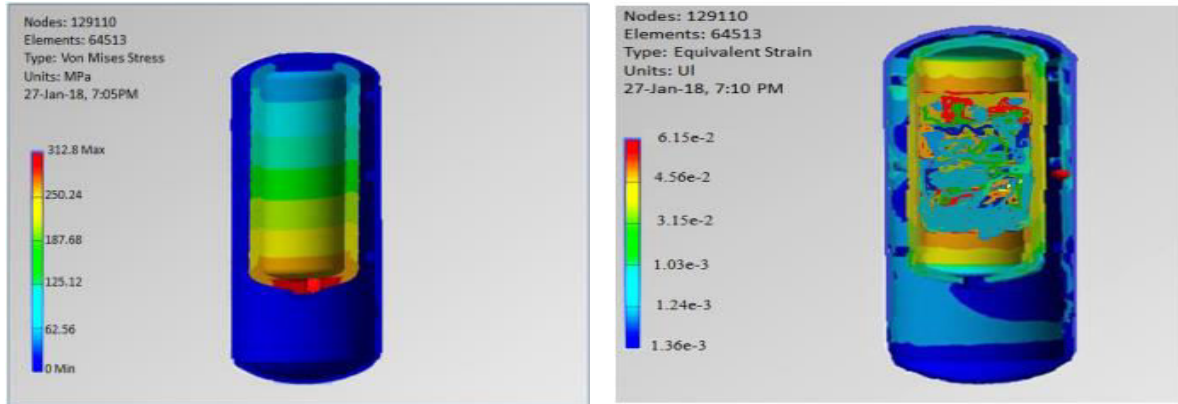 Nodes: 129110
Elements: 64513
Type: Von Mises Stress
Units: MPa
27-Jan-18, 7:05PM
312.8 Max
250.24
187.68
125.12
62.56
0 Min
Nodes: 129110
Elements: 64513
Type: Equivalent Strain
Units: Ul
27-Jan-18, 7:10 PM
6.15e-2
4.56e-2
3.15e-2
1.03e-3
1.24e-3
1.36e-3